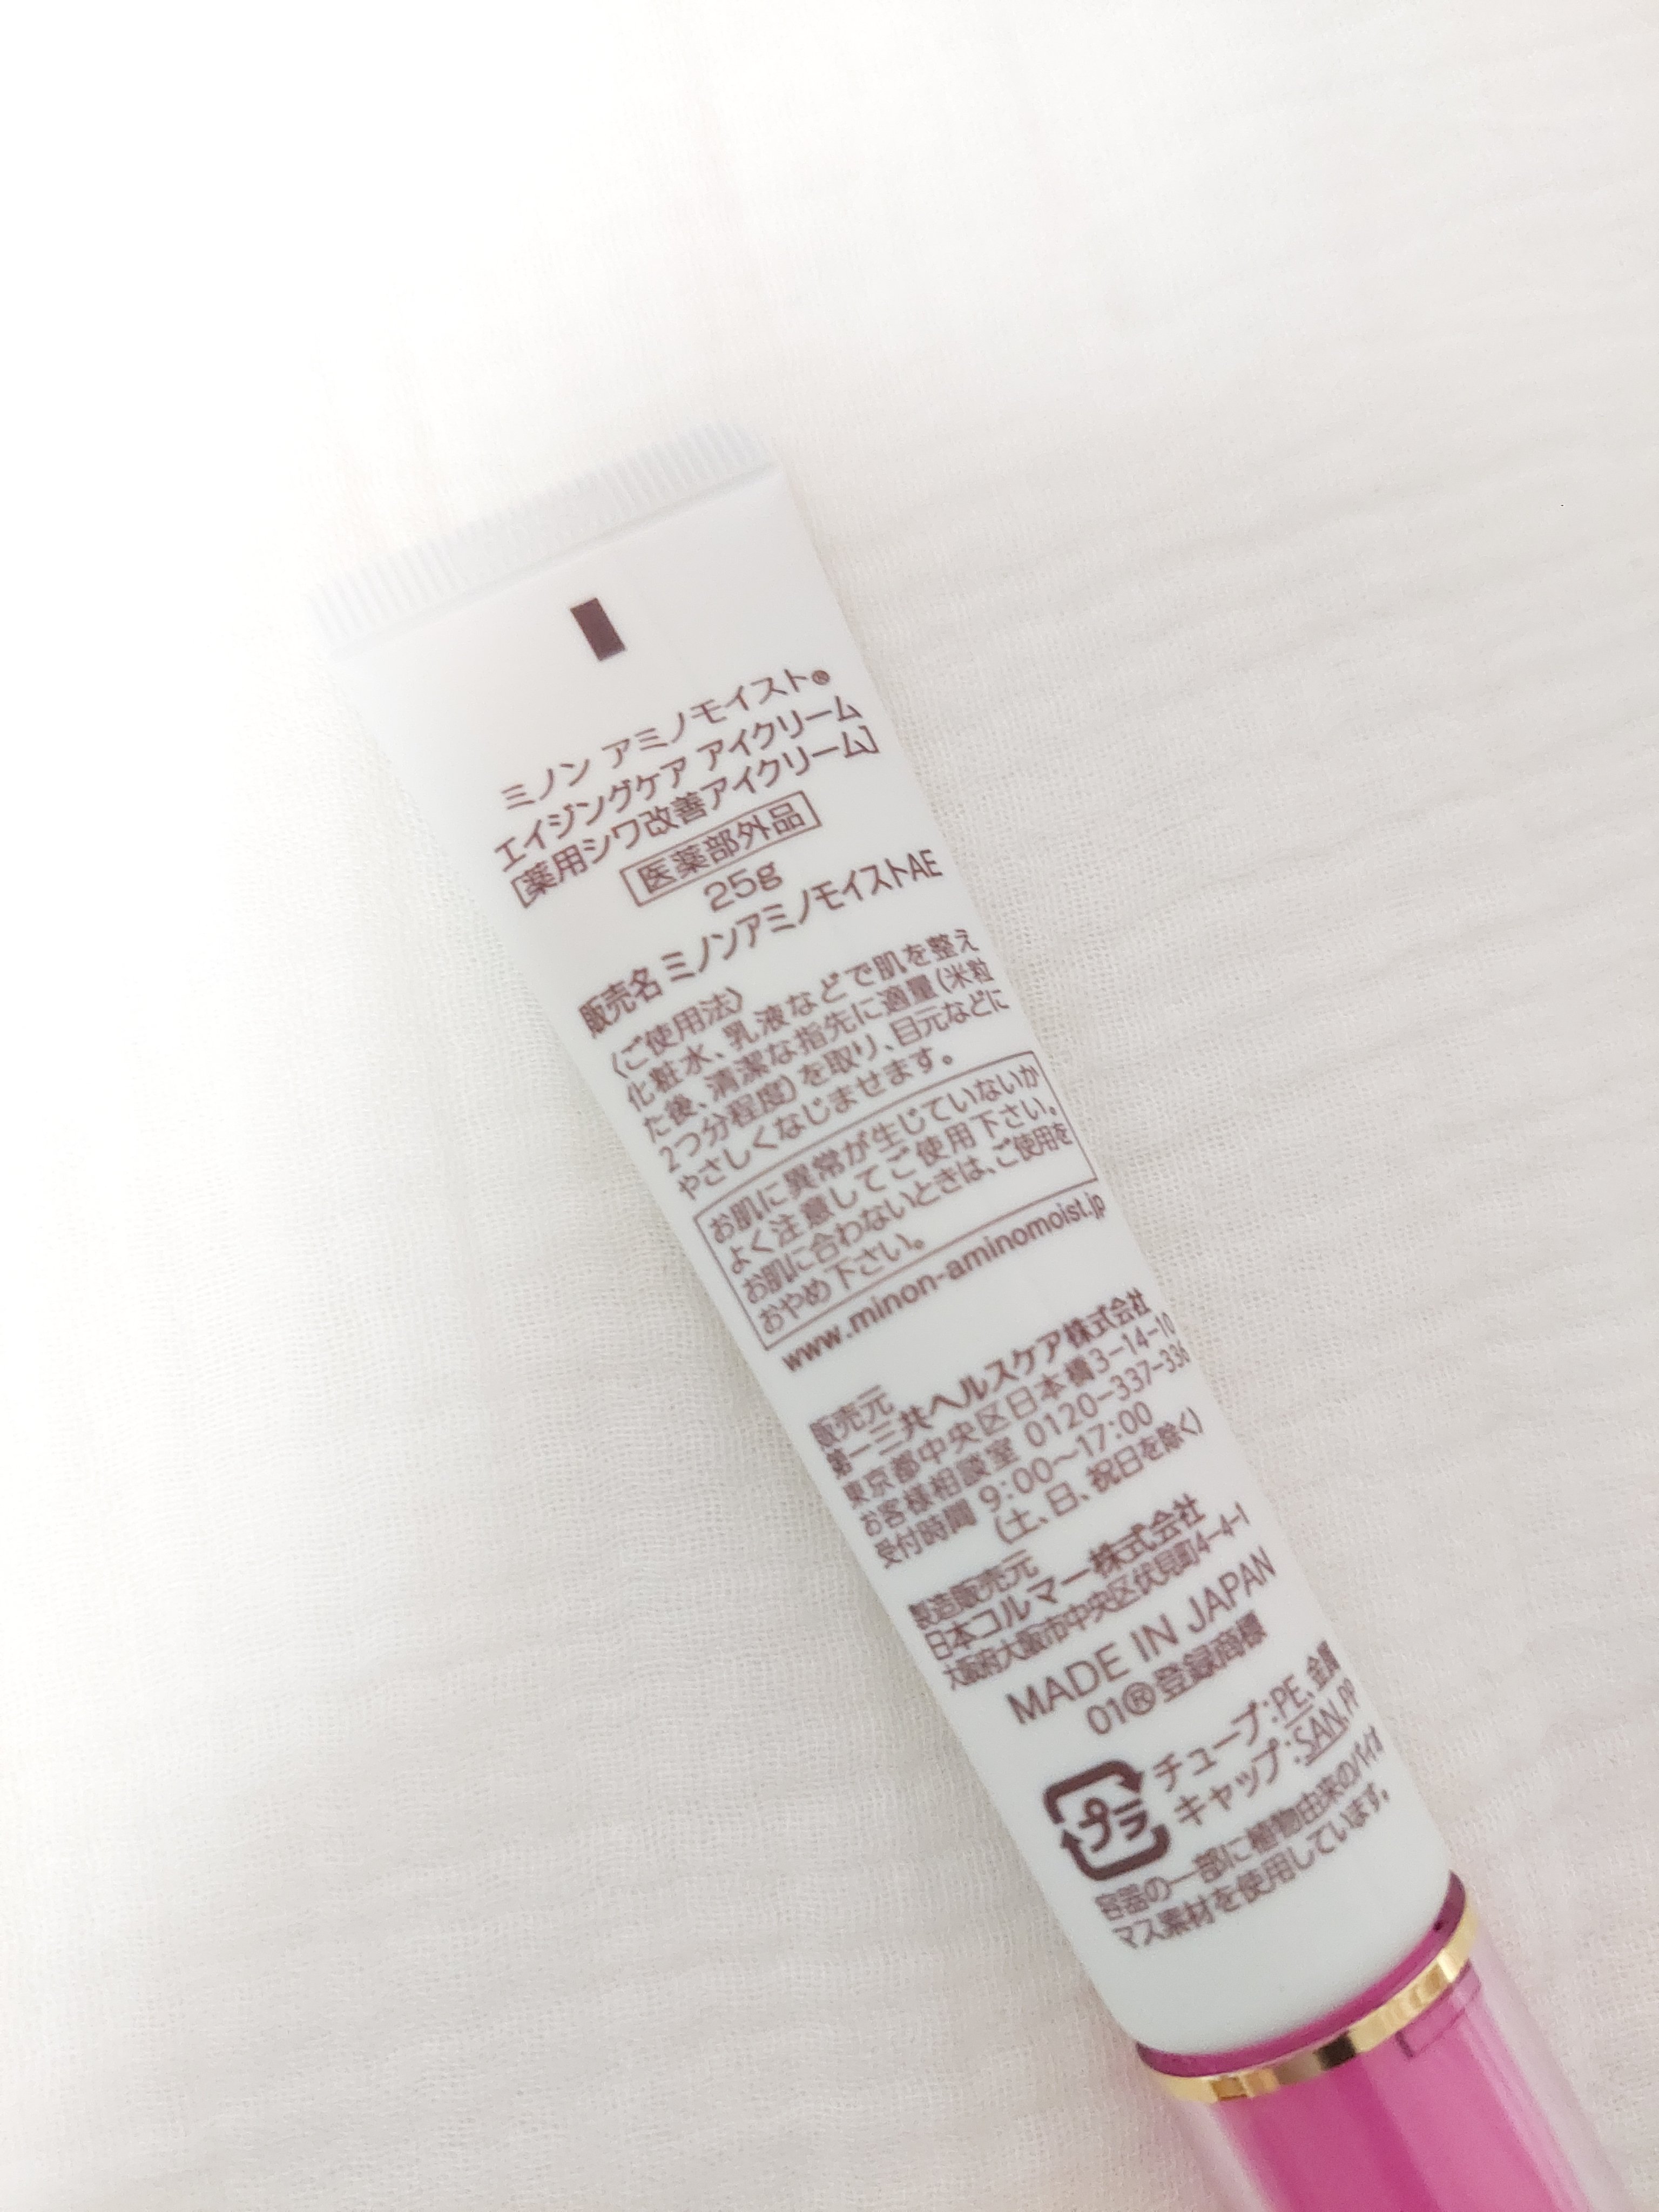 ミノン アミノモイスト®
エイジングケア アイクリーム
[薬用シワ改善アイクリーム]
医薬部外品
25g
販売名 ミノンアミノモイストAE
〈ご使用法〉
化粧水、乳液などで肌を整え
た後、清潔な指先に適量(米粒
2つ分程度)を取り、目元などに
やさしくなじませます。
お肌に異常が生じていないか
よく注意してご使用下さい。
お肌に合わないときは、ご使用を
おやめ下さい。
www.minon-aminomoist.jp
販売元
第一三共ヘルスケア株式会社
東京都中央区日本橋3-14-10
お客様相談室 0120-337-336
受付時間 9:00〜17:00
(土、日、祝日を除く)
製造販売元
日本コルマー株式会社
大阪府大阪市中央区伏見町4-4-1
MADE IN JAPAN
01®登録商標
プラ
チューブ:PE、金属
キャップ:SAN、PP
容器の一部に植物由来のバイオ
マス素材を使用しています。